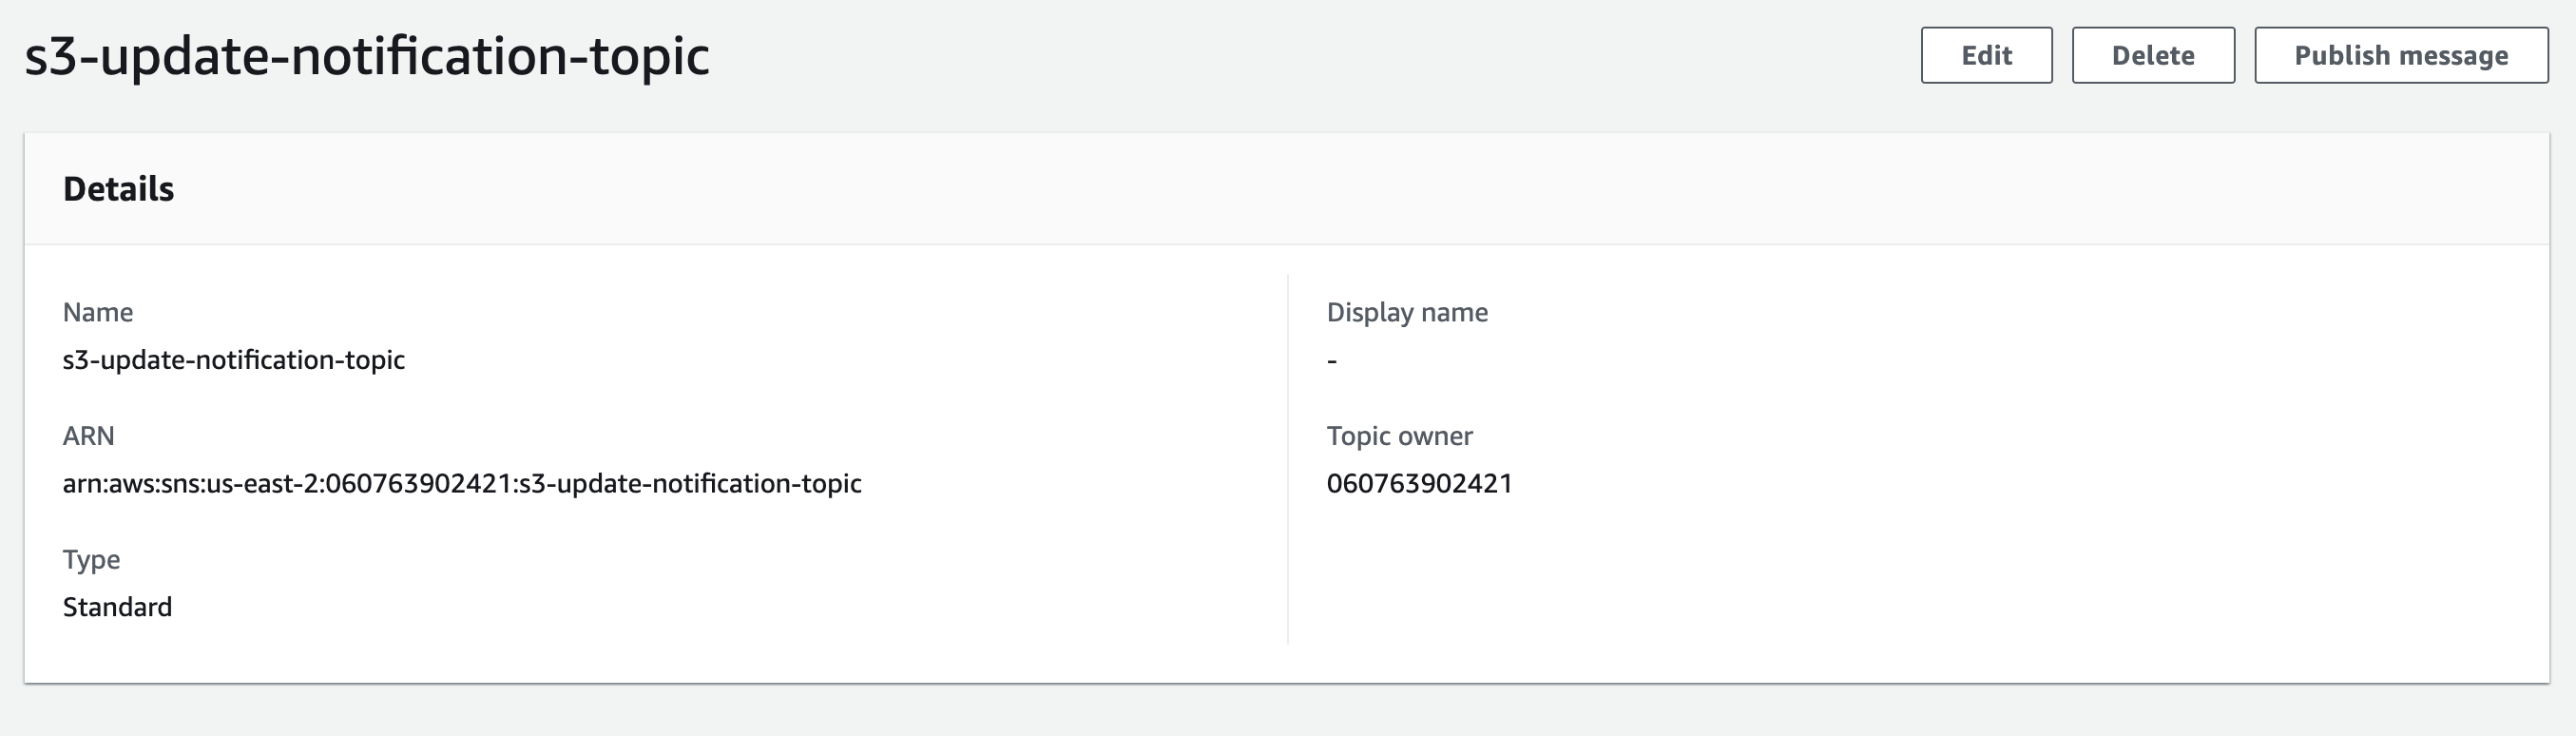 s3-update-notification-topic
Edit
Delete
Publish message
Details
Name
s3-update-notification-topic
ARN
arn:aws:sns:us-east-2:060763902421:s3-update-notification-topic
Type
Standard
Display name
-
Topic owner
060763902421